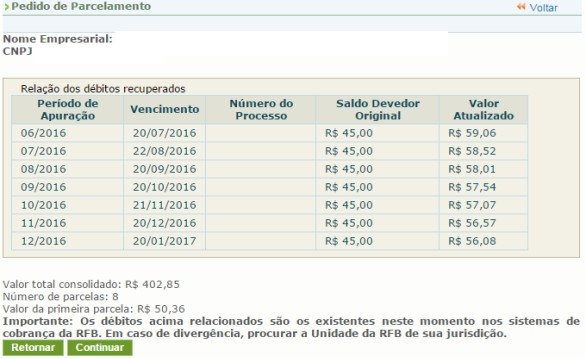 Pedido de Parcelamento
Voltar
Nome Empresarial:
CNPJ
Relação dos débitos recuperados
Período de Apuração Vencimento Número do Processo Saldo Devedor Original Valor Atualizado
06/2016 20/07/2016 R$ 45,00 R$ 59,06
07/2016 22/08/2016 R$ 45,00 R$ 58,52
08/2016 20/09/2016 R$ 45,00 R$ 58,01
09/2016 20/10/2016 R$ 45,00 R$ 57,54
10/2016 21/11/2016 R$ 45,00 R$ 57,07
11/2016 20/12/2016 R$ 45,00 R$ 56,57
12/2016 20/01/2017 R$ 45,00 R$ 56,08
Valor total consolidado: R$ 402,85
Número de parcelas: 8
Valor da primeira parcela: R$ 50,36
Importante: Os débitos acima relacionados são os existentes neste momento nos sistemas de
cobrança da RFB. Em caso de divergência, procurar a Unidade da RFB de sua jurisdição.
Retornar Continuar